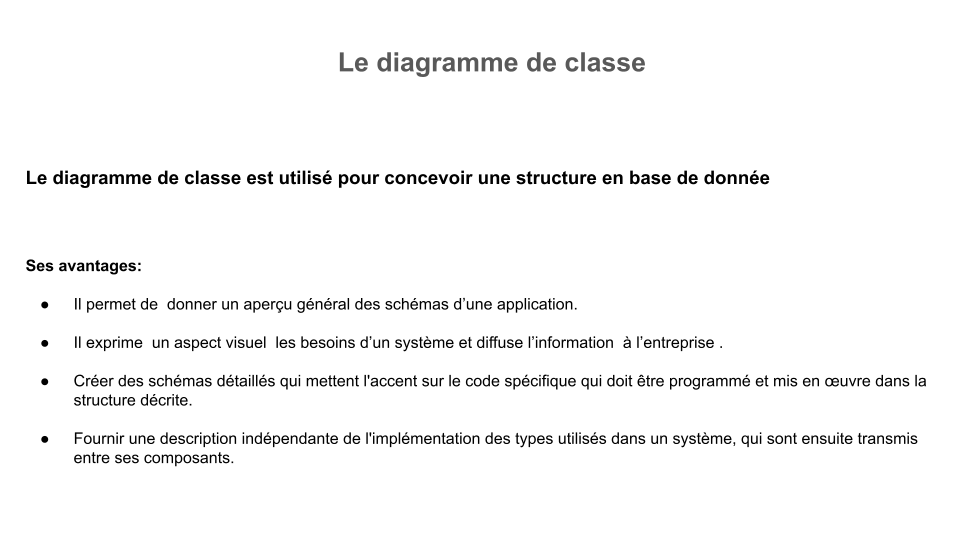 Le diagramme de classe
Le diagramme de classe est utilisé pour concevoir une structure en base de donnée
Ses avantages:
● Il permet de  donner un aperçu général des schémas d’une application.
● Il exprime  un aspect visuel  les besoins d’un système et diffuse l’information  à l’entreprise .
● Créer des schémas détaillés qui mettent l'accent sur le code spécifique qui doit être programmé et mis en œuvre dans la
structure décrite.
● Fournir une description indépendante de l'implémentation des types utilisés dans un système, qui sont ensuite transmis
entre ses composants.